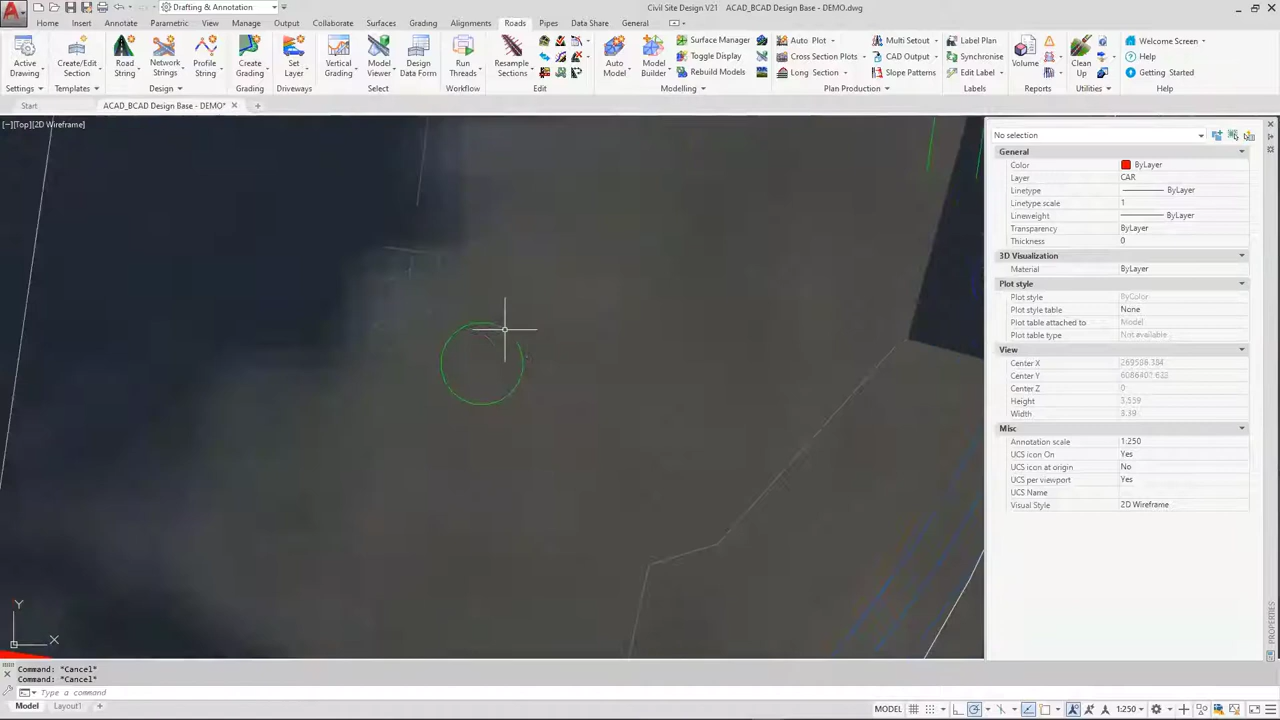 Drafting & Annotation
Civil Site Design V21 ACAD_BCAD Design Base - DEMO.dwg
Home Insert Annotate Parametric View Manage Output Collaborate Surfaces Grading Alignments Roads Pipes Data Share General
Active Drawing
Create/Edit Section
Road String
Network Strings
Profile String
Create Grading
Set Layer
Vertical Grading
Model Viewer
Design Data Form
Run Threads
Resample Sections
Auto Model
Model Builder
Surface Manager
Toggle Display
Rebuild Models
Auto Plot
Cross Section Plots
Long Section
Multi Setout
CAD Output
Slope Patterns
Label Plan
Synchronise
Edit Label
Volume
Clean Up
Welcome Screen
Help
Getting Started
Settings Templates Design Grading Driveways Select Workflow Edit Modelling Plan Production Labels Reports Utilities Help
Start ACAD_BCAD Design Base - DEMO*
[−][Top][2D Wireframe]
No selection
General
Color ByLayer
Layer CAR
Linetype ByLayer
Linetype scale 1
Lineweight ByLayer
Transparency ByLayer
Thickness 0
3D Visualization
Material ByLayer
Plot style
Plot style ByColor
Plot style table None
Plot table attached to Model
Plot table type Not available
View
Center X
Center Y
Center Z 0
Height 3.539
Width
Misc
Annotation scale 1:250
UCS icon On Yes
UCS icon at origin No
UCS per viewport Yes
UCS Name
Visual Style 2D Wireframe
PROPERTIES
Y
X
Command: *Cancel*
Command: *Cancel*
Type a command
Model Layout1
MODEL 1:250